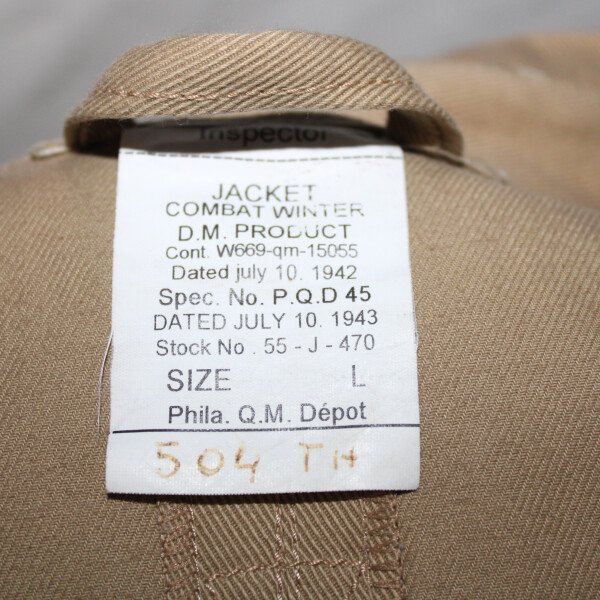 Inspector
JACKET
COMBAT WINTER
D.M. PRODUCT
Cont. W669-qm-15055
Dated july 10. 1942
Spec. No. P.Q.D 45
DATED JULY 10. 1943
Stock No . 55 - J - 470
SIZE L
Phila. Q.M. Dépot
504 TH